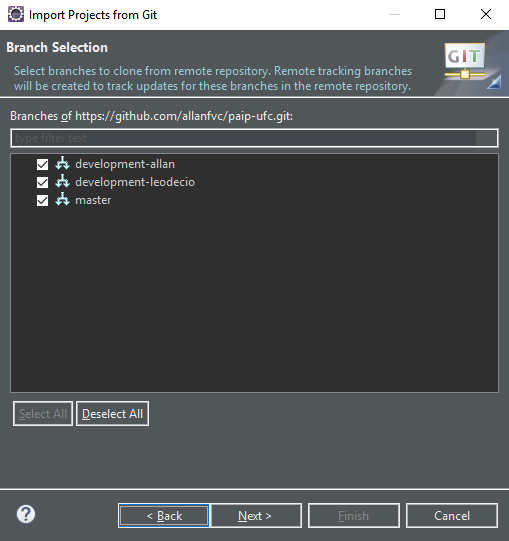 Import Projects from Git
Branch Selection
GIT
Select branches to clone from remote repository. Remote tracking branches
will be created to track updates for these branches in the remote repository.
Branches of https://github.com/allanfvc/paip-ufc.git:
type filter text
development-allan
development-leodecio
master
Select All
Deselect All
?
< Back
Next >
Finish
Cancel